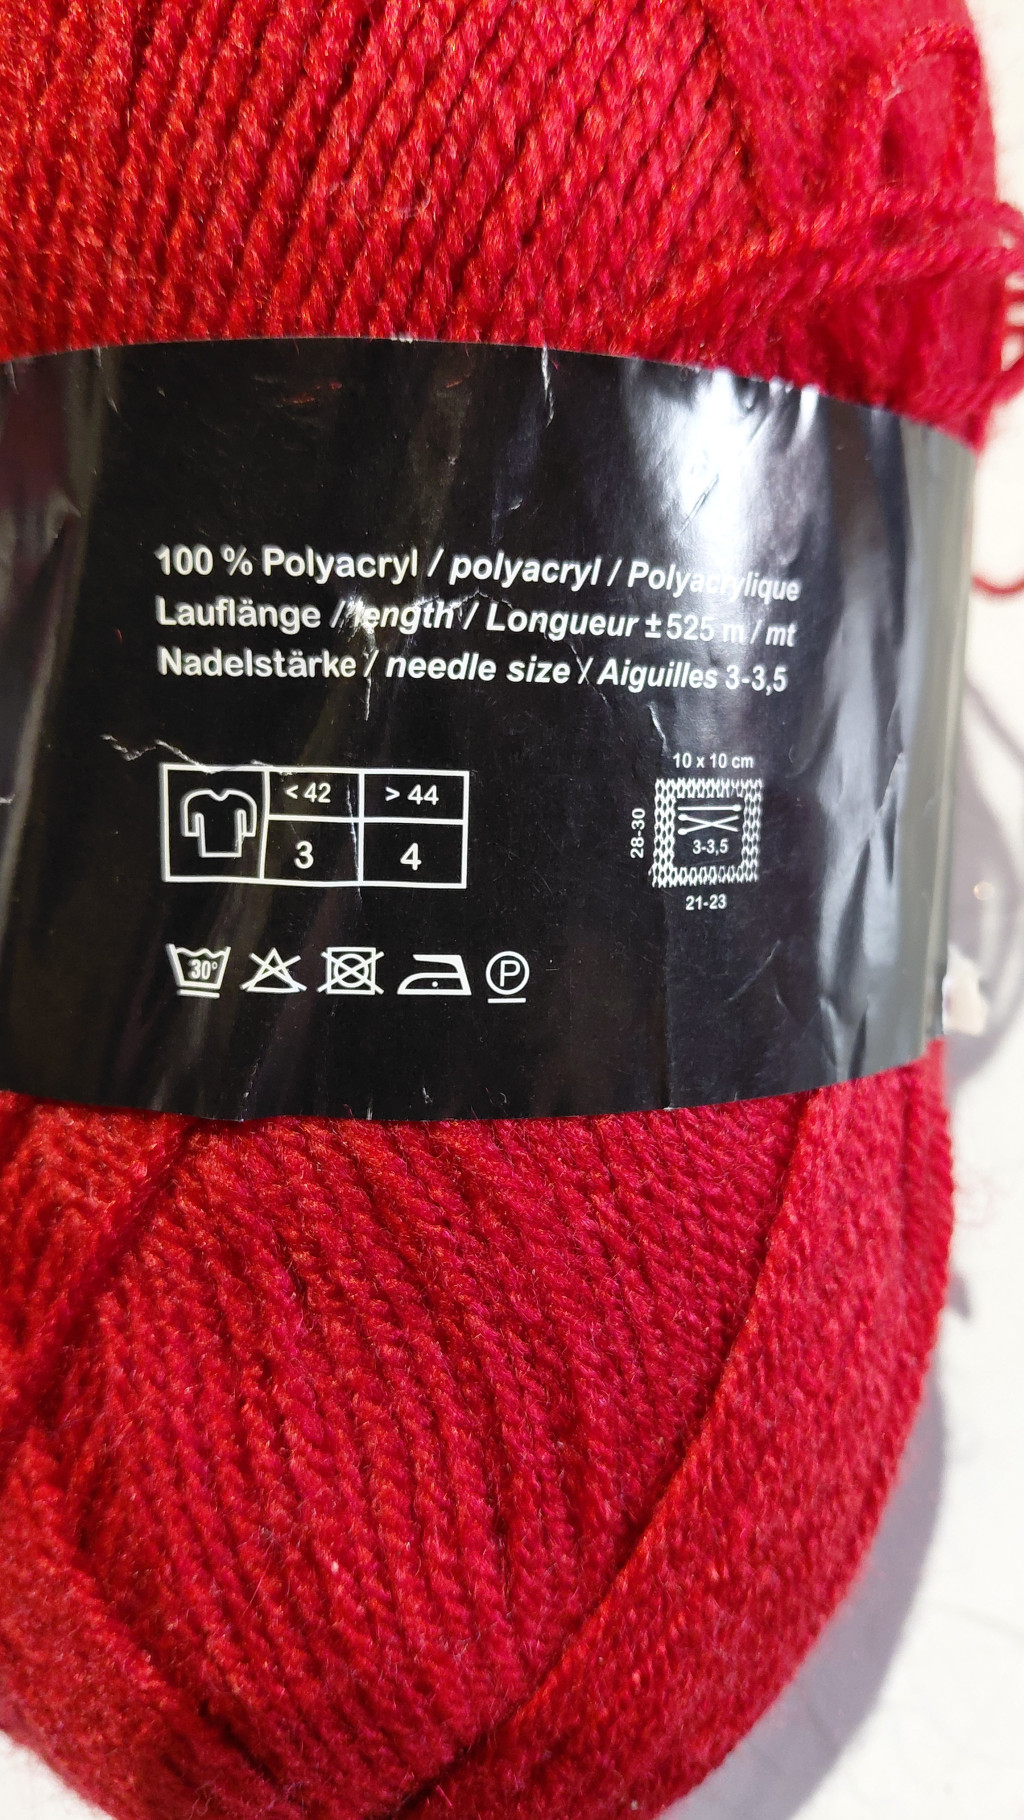 100 % Polyacryl / polyacryl / Polyacrylique
Lauflänge / length / Longueur ± 525 m / mt
Nadelstärke / needle size / Aiguilles 3-3,5
< 42 > 44
3 4
10 x 10 cm
28-30
3-3,5
21-23
30°
P